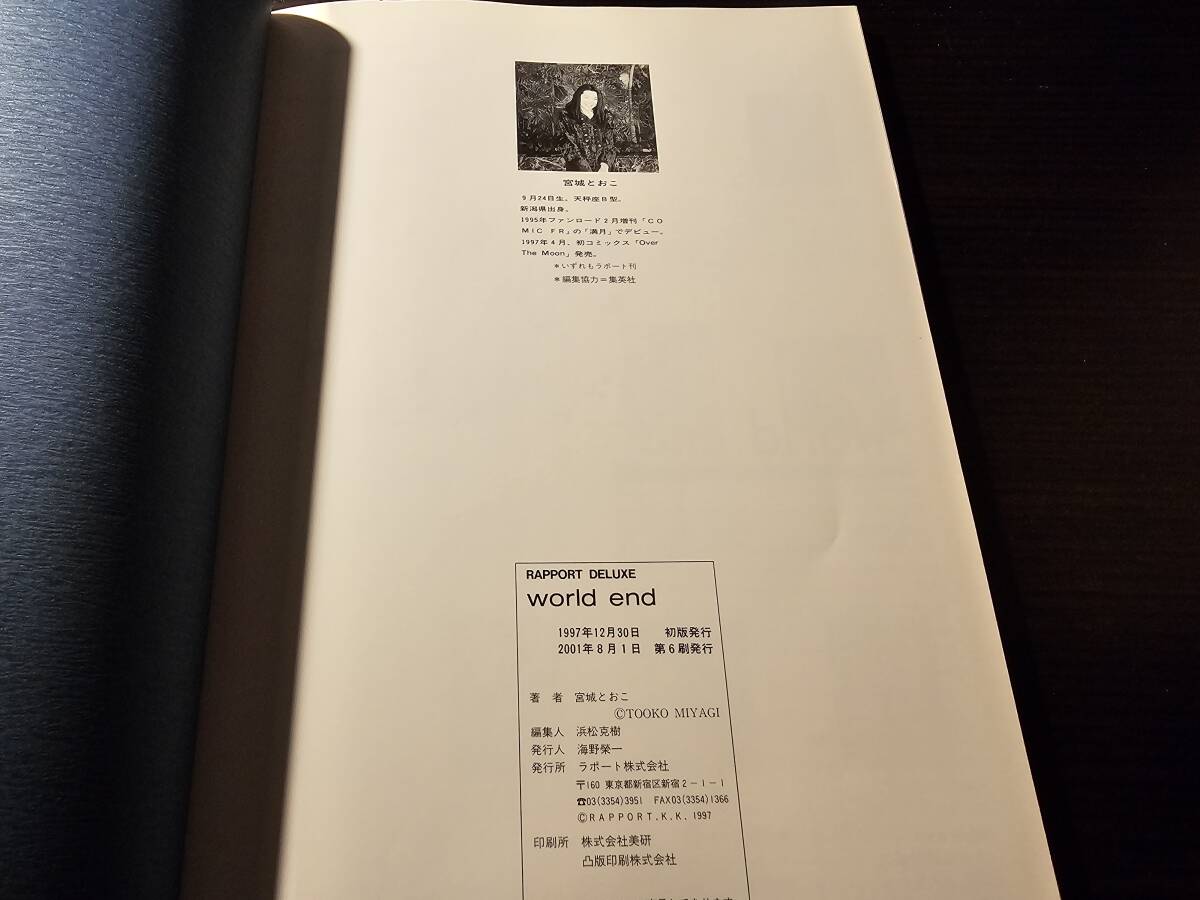 宮城とおこ
9月24日生。天秤座B型。
新潟県出身。
1995年ファンロード2月増刊「CO
MIC FR」の「満月」でデビュー。
1997年4月、初コミックス「Over
The Moon」発売。
＊いずれもラポート刊
＊編集協力＝集英社
RAPPORT DELUXE
world end
1997年12月30日 初版発行
2001年8月1日 第6刷発行
著 者 宮城とおこ
©TOOKO MIYAGI
編集人 浜松克樹
発行人 海野榮一
発行所 ラポート株式会社
〒160 東京都新宿区新宿2－1－1
☎03(3354)3951 FAX03(3354)1366
©RAPPORT.K.K. 1997
印刷所 株式会社美研
凸版印刷株式会社